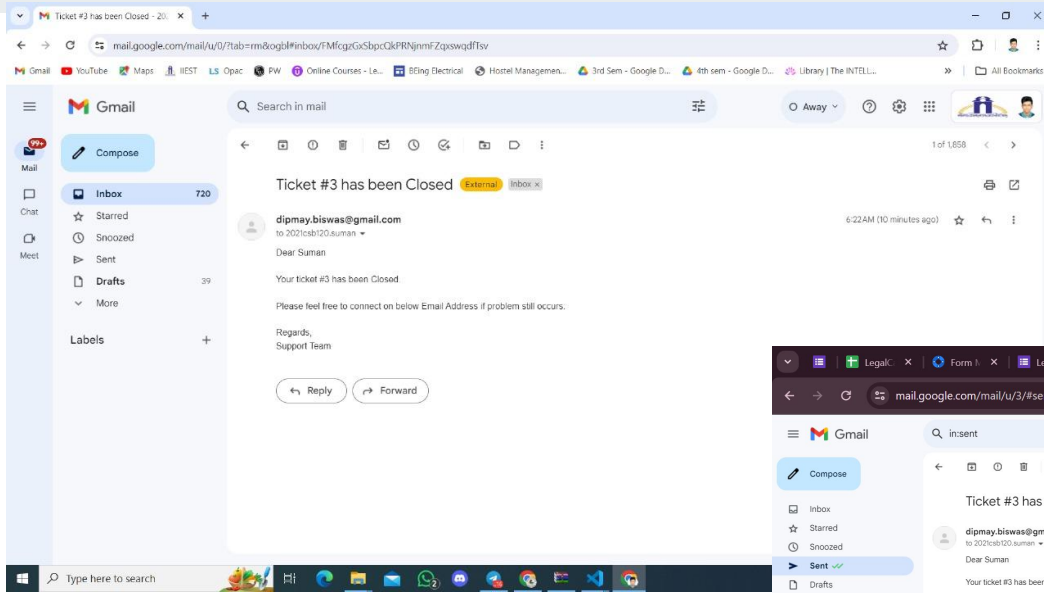 Ticket #3 has been Closed - 20
mail.google.com/mail/u/0/?tab=rm&ogbl#inbox/FMfcgzGxSbpcQkPRNjnmFZqxswqdfTsv
Gmail YouTube Maps IIEST LS Opac PW Online Courses - Le... BEing Electrical Hostel Managemen... 3rd Sem - Google D... 4th sem - Google D... Library | The INTELL... » All Bookmarks
Gmail
Search in mail
Away
99+
Mail
Chat
Meet
Compose
Inbox 720
Starred
Snoozed
Sent
Drafts 39
More
Labels +
1 of 1,858
Ticket #3 has been Closed External Inbox x
dipmay.biswas@gmail.com 6:22 AM (10 minutes ago)
to 2021csb120.suman
Dear Suman
Your ticket #3 has been Closed.
Please feel free to connect on below Email Address if problem still occurs.
Regards,
Support Team
Reply Forward
Type here to search
LegalC Form N Le
mail.google.com/mail/u/3/#se
Gmail
in:sent
Compose
Inbox
Starred
Snoozed
Sent
Drafts
Ticket #3 has
dipmay.biswas@gm
to 2021csb120.suman
Dear Suman
Your ticket #3 has been